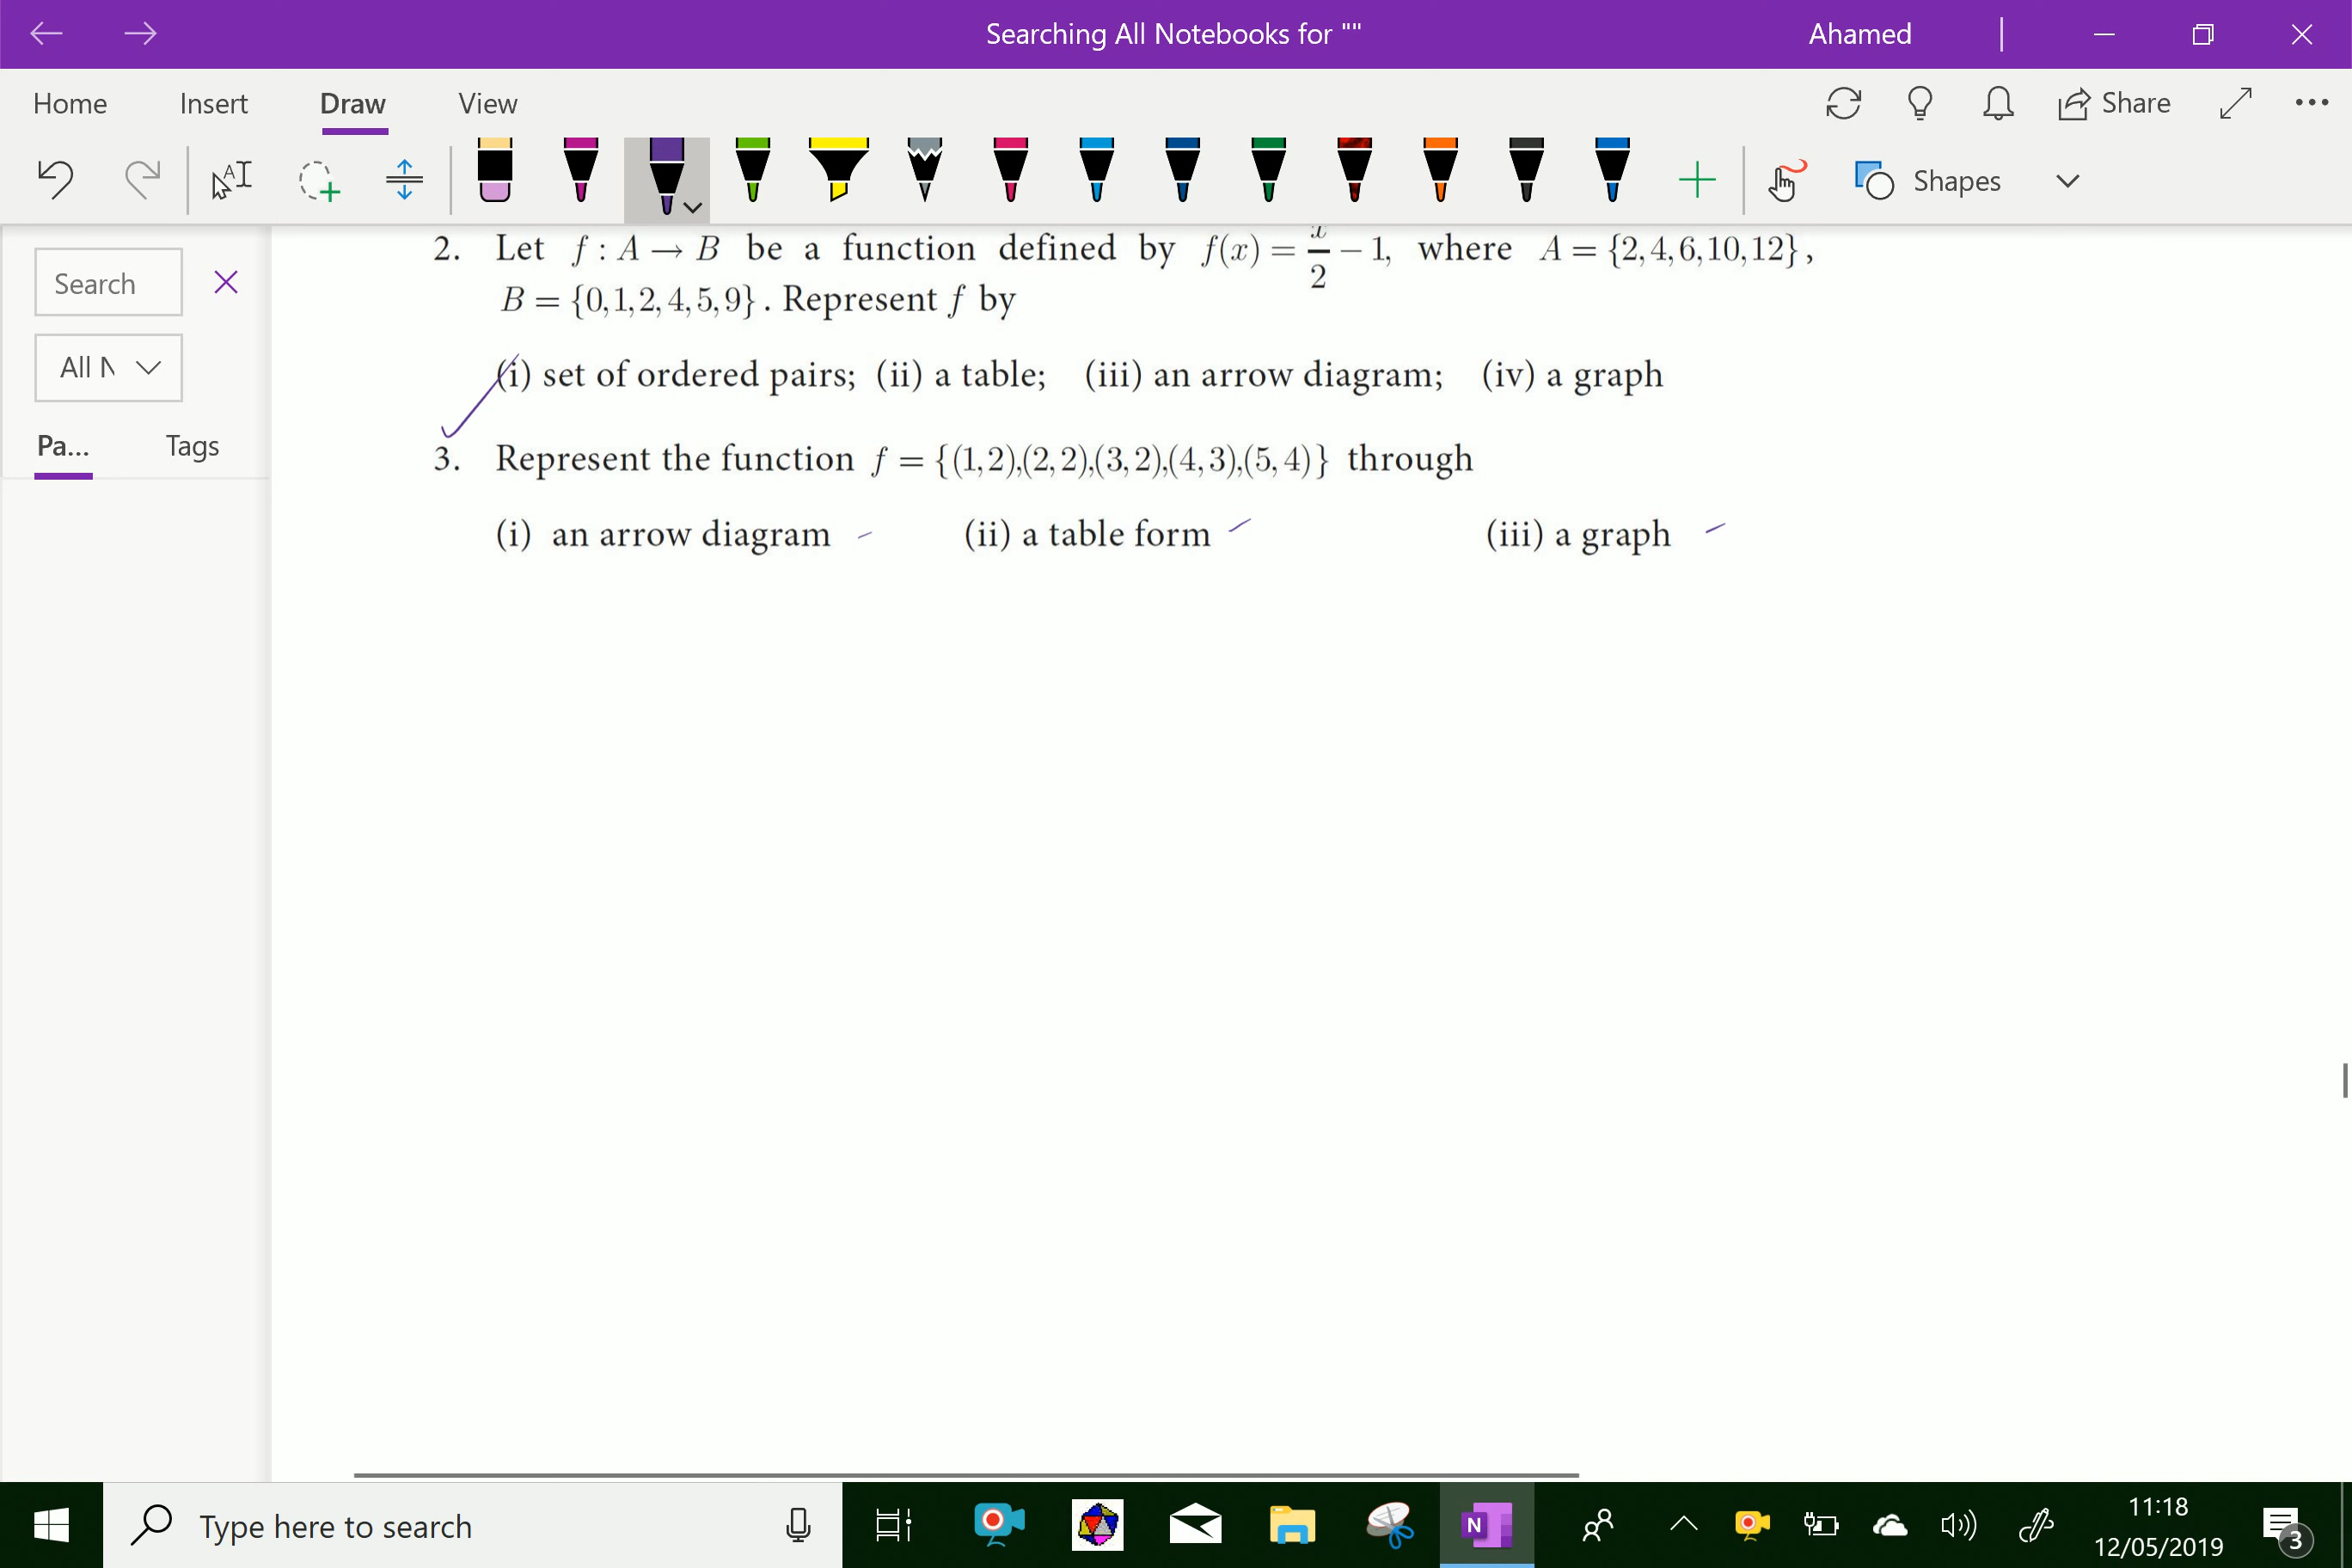 Searching All Notebooks for "" Ahamed
Home Insert Draw View Share
Shapes
Search
All N
Pa... Tags
2. Let f : A → B be a function defined by f(x) = x/2 − 1, where A = {2,4,6,10,12},
B = {0,1,2,4,5,9}. Represent f by
(i) set of ordered pairs; (ii) a table; (iii) an arrow diagram; (iv) a graph
3. Represent the function f = {(1,2),(2,2),(3,2),(4,3),(5,4)} through
(i) an arrow diagram (ii) a table form (iii) a graph
Type here to search
N
11:18
12/05/2019
3